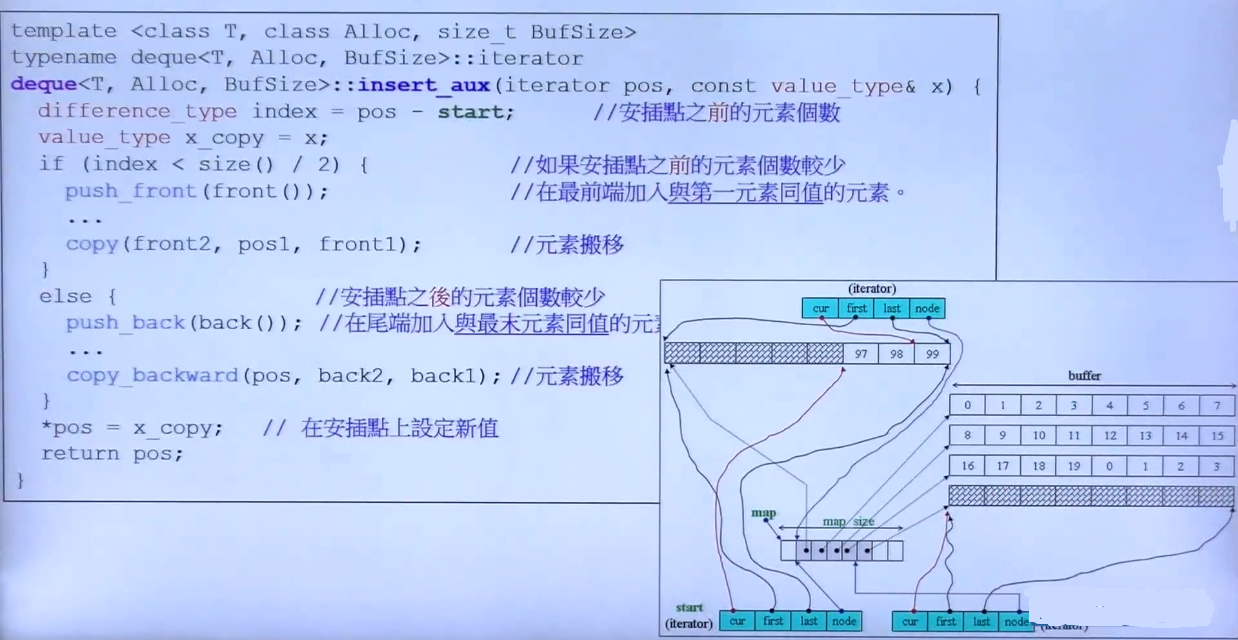 template <class T, class Alloc, size_t BufSize>
typename deque<T, Alloc, BufSize>::iterator
deque<T, Alloc, BufSize>::insert_aux(iterator pos, const value_type& x) {
difference_type index = pos - start; //安插點之前的元素個數
value_type x_copy = x;
if (index < size() / 2) { //如果安插點之前的元素個數較少
push_front(front()); //在最前端加入與第一元素同值的元素。
...
copy(front2, pos1, front1); //元素搬移
}
else { //安插點之後的元素個數較少
push_back(back()); //在尾端加入與最末元素同值的元
...
copy_backward(pos, back2, back1); //元素搬移
}
*pos = x_copy; // 在安插點上設定新值
return pos;
}
(iterator)
cur first last node
97 98 99
buffer
0 1 2 3 4 5 6 7
8 9 10 11 12 13 14 15
16 17 18 19 0 1 2 3
map
map size
start
(iterator)
cur first last node
cur first last node